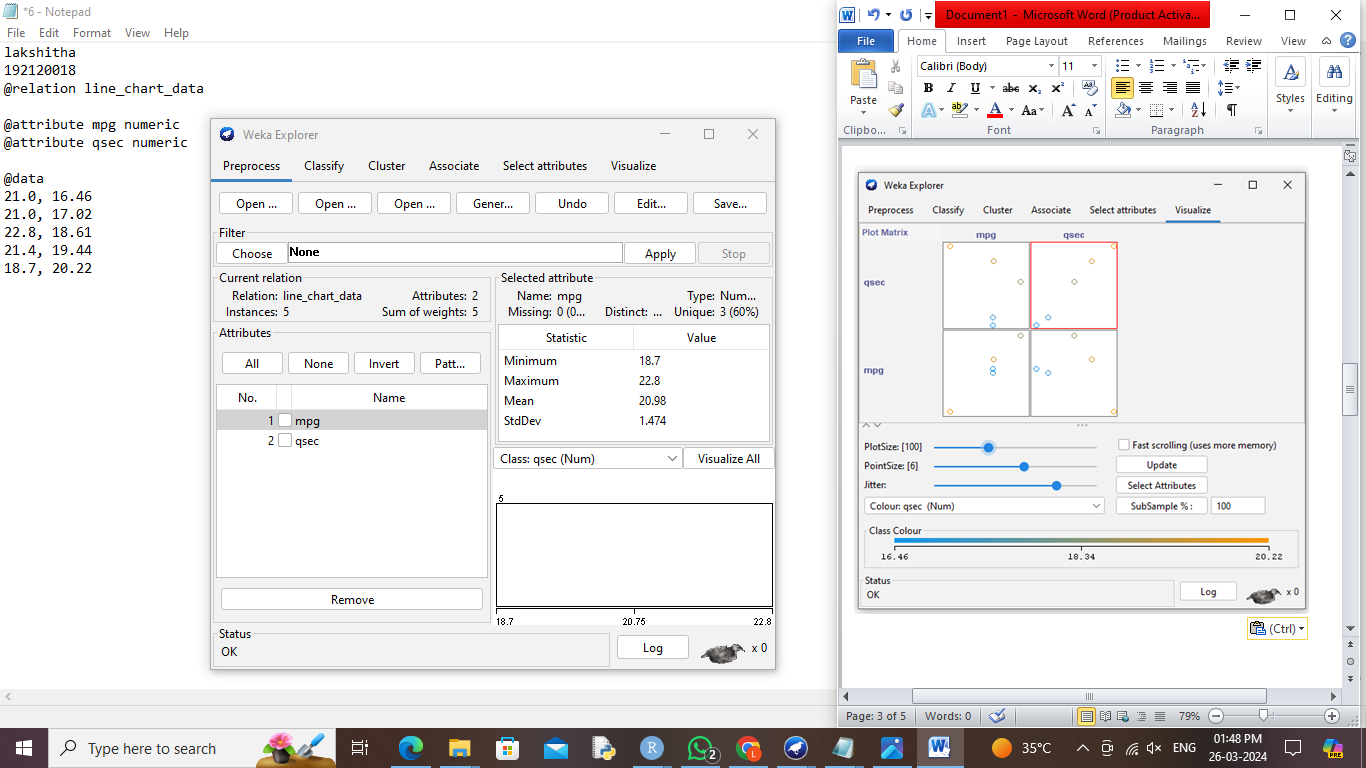 *6 - Notepad
File Edit Format View Help
lakshitha
192120018
@relation line_chart_data
@attribute mpg numeric
@attribute qsec numeric
@data
21.0, 16.46
21.0, 17.02
22.8, 18.61
21.4, 19.44
18.7, 20.22
Weka Explorer
Preprocess Classify Cluster Associate Select attributes Visualize
Open ... Open ... Open ... Gener... Undo Edit... Save...
Filter
Choose None Apply Stop
Current relation
Relation: line_chart_data Attributes: 2
Instances: 5 Sum of weights: 5
Attributes
All None Invert Patt...
No. Name
1 mpg
2 qsec
Remove
Selected attribute
Name: mpg Type: Num...
Missing: 0 (0... Distinct: ... Unique: 3 (60%)
Statistic Value
Minimum 18.7
Maximum 22.8
Mean 20.98
StdDev 1.474
Class: qsec (Num) Visualize All
5
18.7 20.75 22.8
Status
OK
Log x 0
Document1 - Microsoft Word (Product Activa...
File Home Insert Page Layout References Mailings Review View
Calibri (Body) 11
B I U abc x₂ x² 
A ab A Aa A A
Paste
Styles Editing
Clipbo... Font Paragraph
Weka Explorer
Preprocess Classify Cluster Associate Select attributes Visualize
Plot Matrix mpg qsec
qsec
mpg
PlotSize: [100] Fast scrolling (uses more memory)
PointSize: [6] Update
Jitter: Select Attributes
Colour: qsec (Num) SubSample % : 100
Class Colour
16.46 18.34 20.22
Status
OK
Log x 0
(Ctrl)
Page: 3 of 5 Words: 0 79%
Type here to search
2
35°C ENG 01:48 PM
26-03-2024
PRE